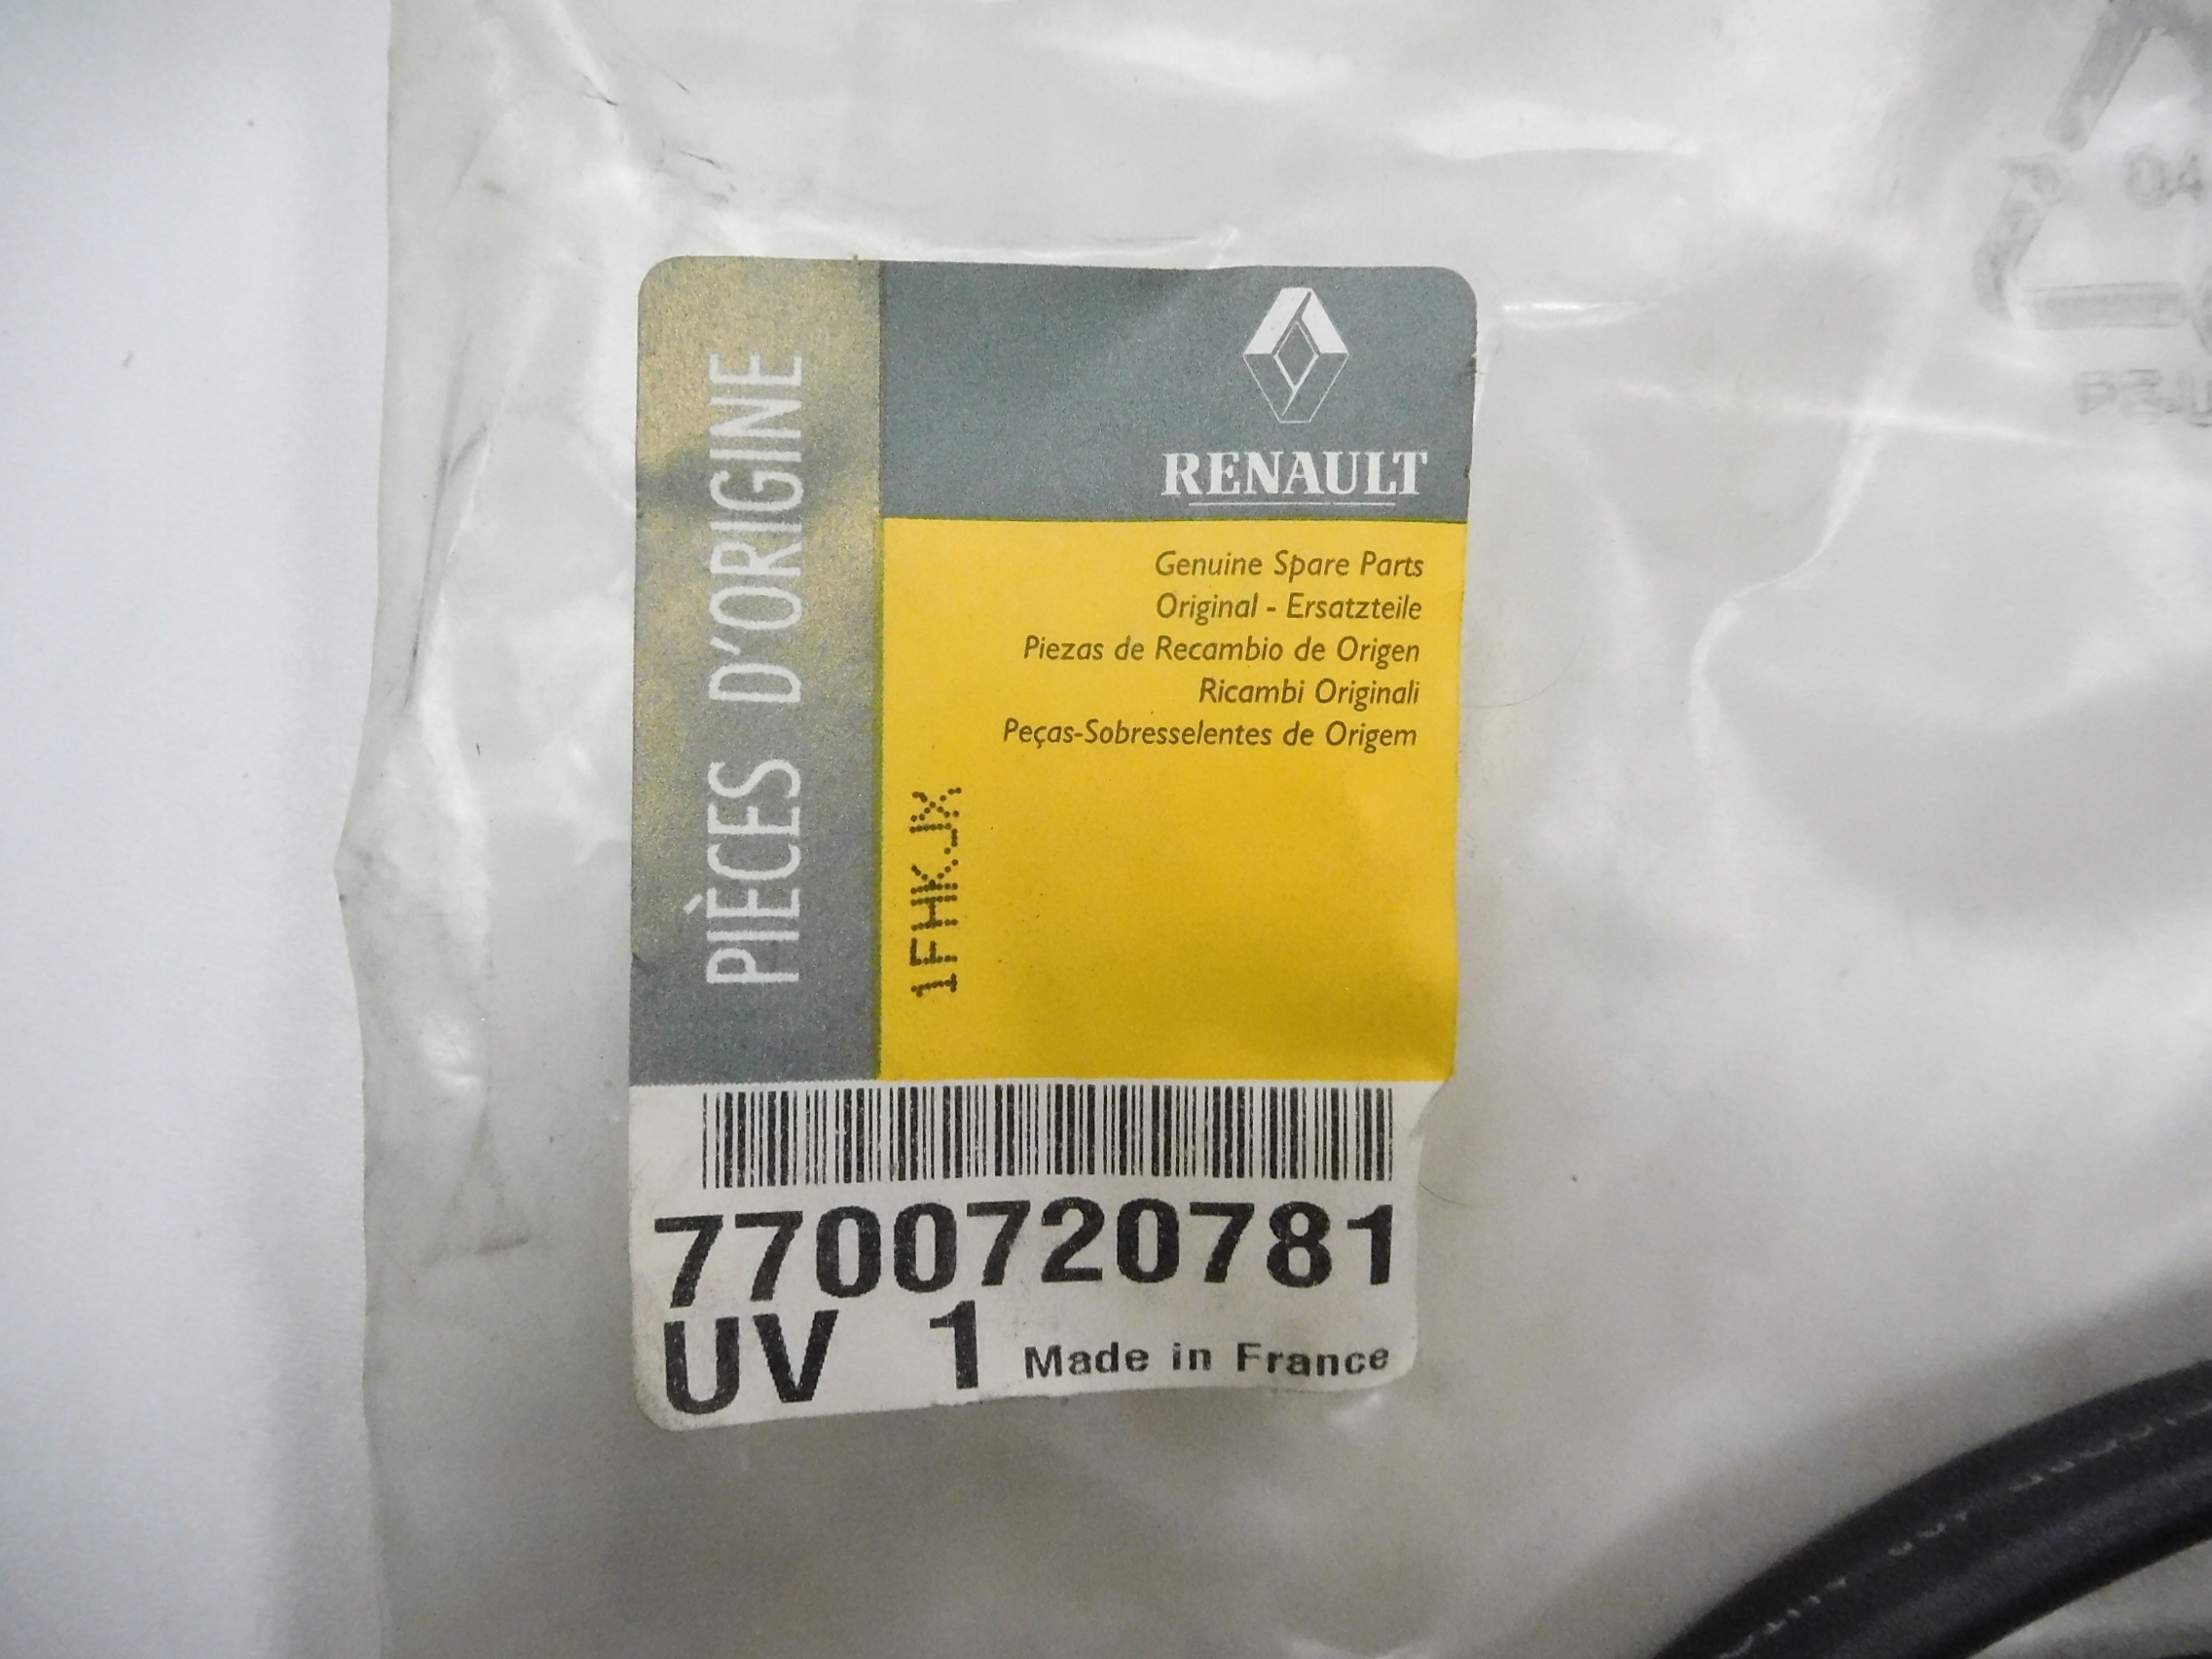 PIÈCES D'ORIGINE
RENAULT
Genuine Spare Parts
Original - Ersatzteile
Piezas de Recambio de Origen
Ricambi Originali
Peças-Sobresselentes de Origem
1FHKJX
7700720781
UV 1 Made in France